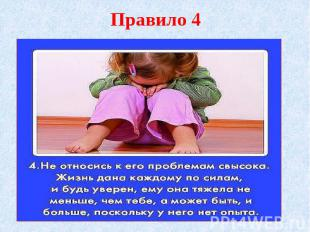 Правило 4
4.Не относись к его проблемам свысока.
Жизнь дана каждому по силам,
и будь уверен, ему она тяжела не
меньше, чем тебе, а может быть, и
больше, поскольку у него нет опыта.